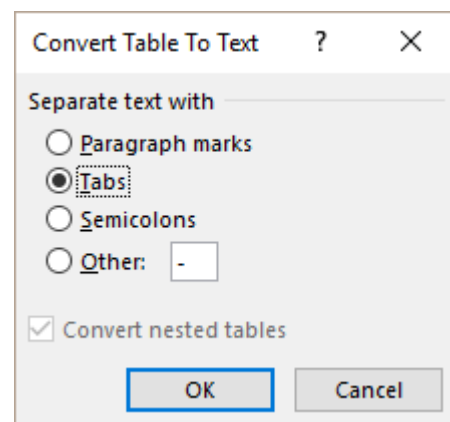 Convert Table To Text ? ×
Separate text with
Paragraph marks
Tabs
Semicolons
Other: -
Convert nested tables
OK Cancel